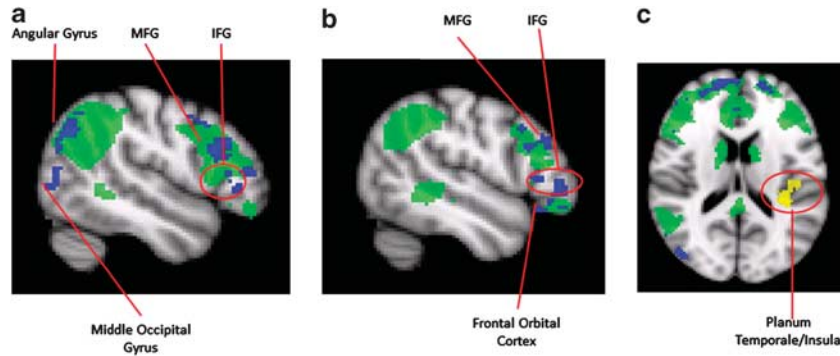 a
b
c
Angular Gyrus
MFG
IFG
MFG
IFG
Middle Occipital
Gyrus
Frontal Orbital
Cortex
Planum
Temporale/Insula